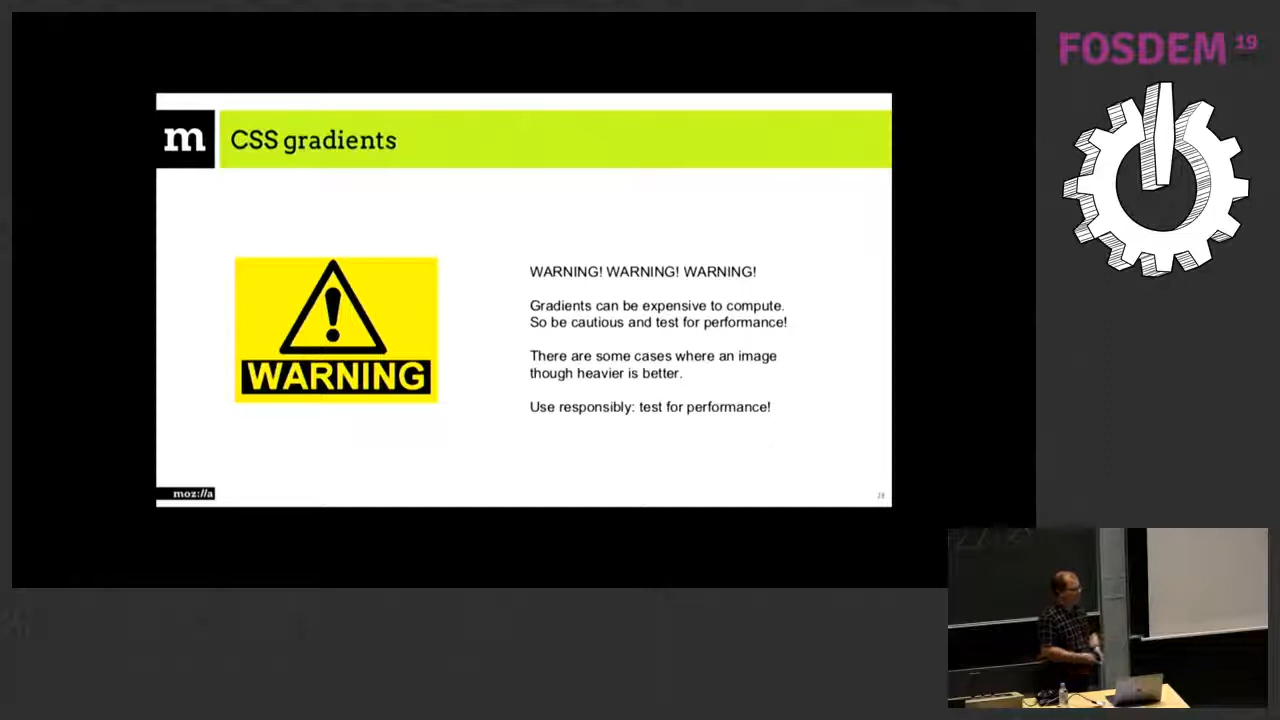 FOSDEM 19
m CSS gradients
WARNING
WARNING! WARNING! WARNING!
Gradients can be expensive to compute.
So be cautious and test for performance!
There are some cases where an image
though heavier is better.
Use responsibly: test for performance!
moz://a
28